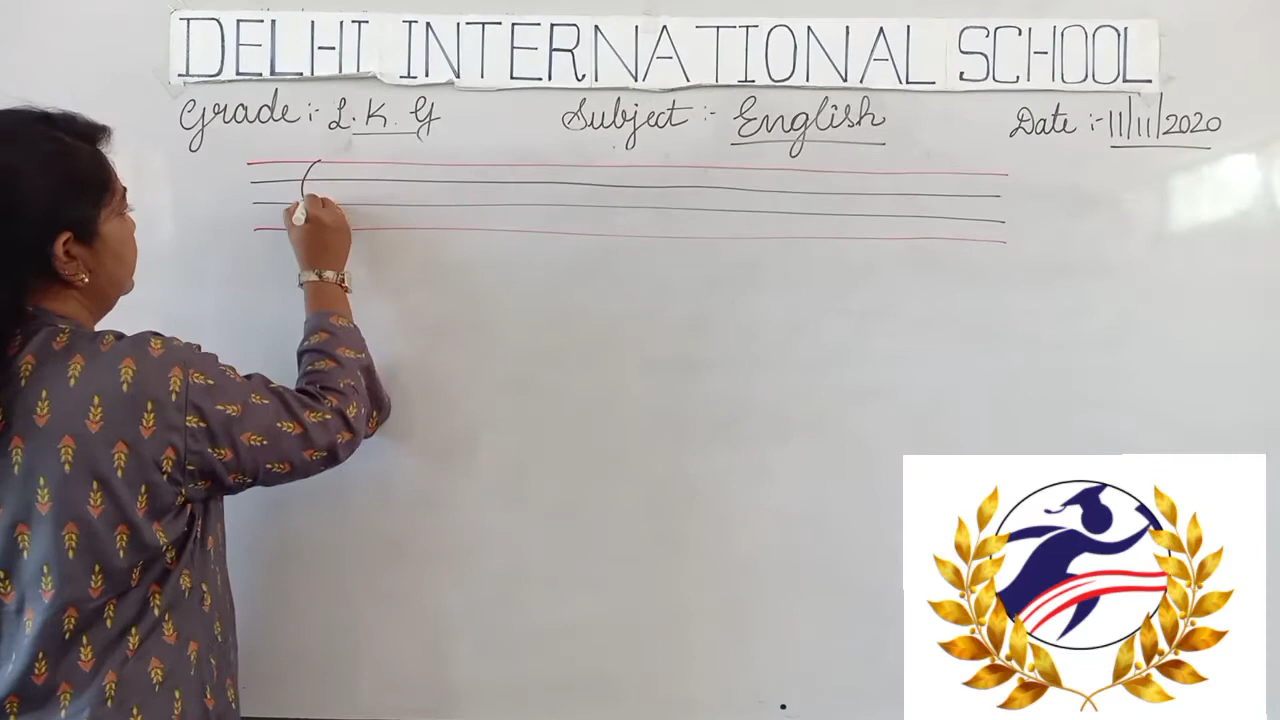 DELHI INTERNATIONAL SCHOOL
Grade :- L. K. G Subject :- English Date :- 11/11/2020